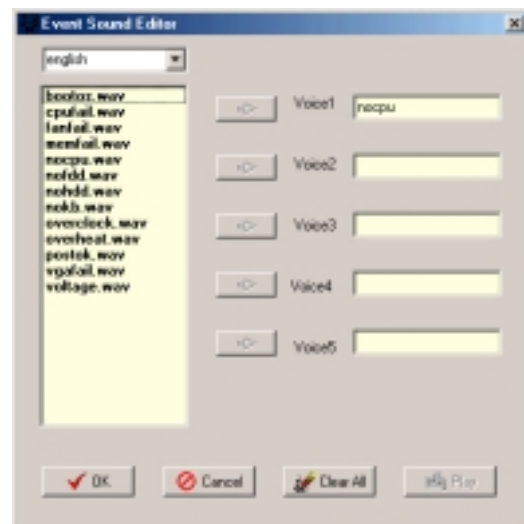 Event Sound Editor
english
bootos.wav
cpufail.wav
fanfail.wav
memfail.wav
nocpu.wav
nofdd.wav
nohdd.wav
nokb.wav
overclock.wav
overheat.wav
postok.wav
vgafail.wav
voltage.wav
Voice1
nocpu
Voice2
Voice3
Voice4
Voice5
OK
Cancel
Clear All
Play